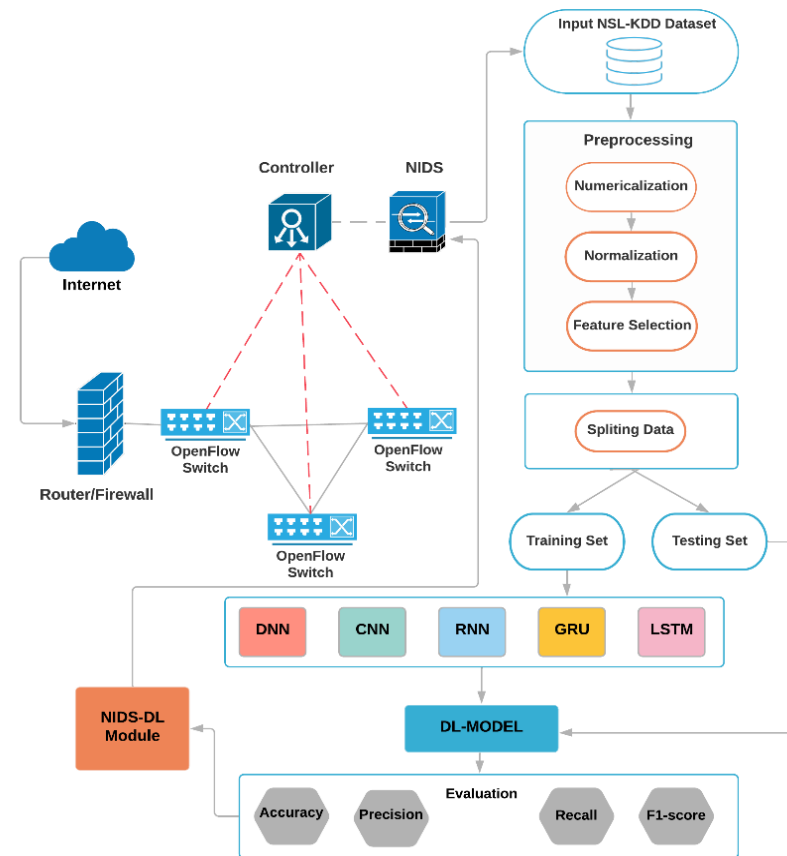 Input NSL-KDD Dataset
Preprocessing
Numericalization
Normalization
Feature Selection
Controller
NIDS
Internet
OpenFlow
Switch
OpenFlow
Switch
Router/Firewall
OpenFlow
Switch
Spliting Data
Training Set
Testing Set
DNN
CNN
RNN
GRU
LSTM
NIDS-DL
Module
DL-MODEL
Evaluation
Accuracy
Precision
Recall
F1-score